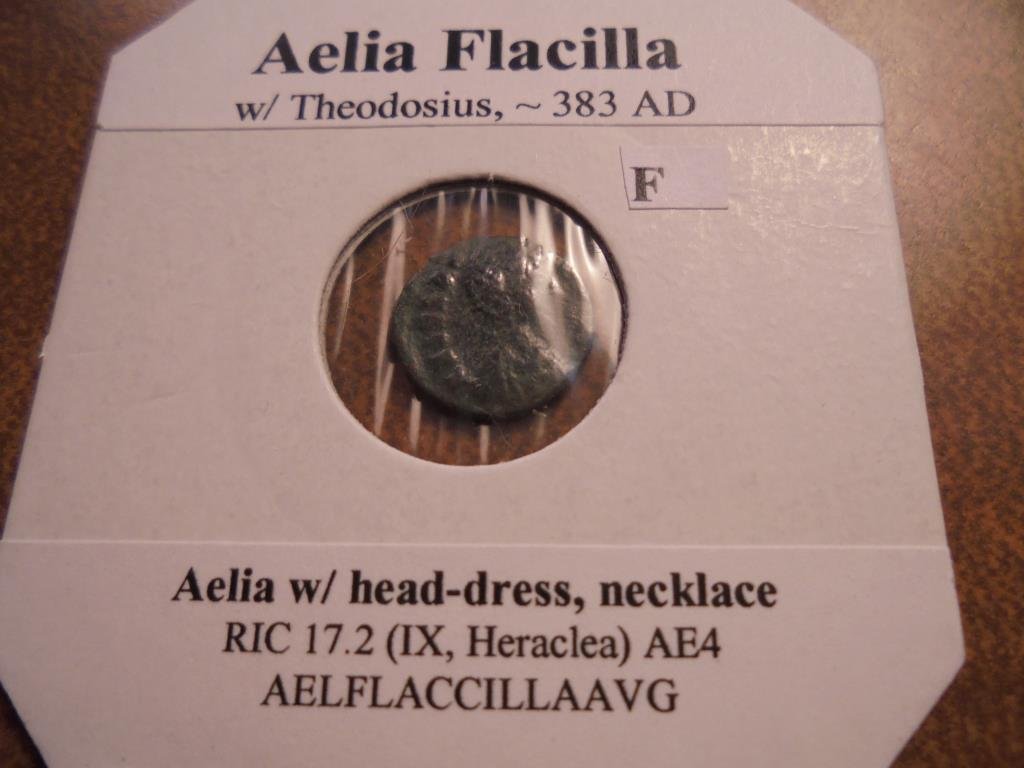 Aelia Flacilla
w/ Theodosius, ~ 383 AD
F
Aelia w/ head-dress, necklace
RIC 17.2 (IX, Heraclea) AE4
AELFLACCILLAAVG